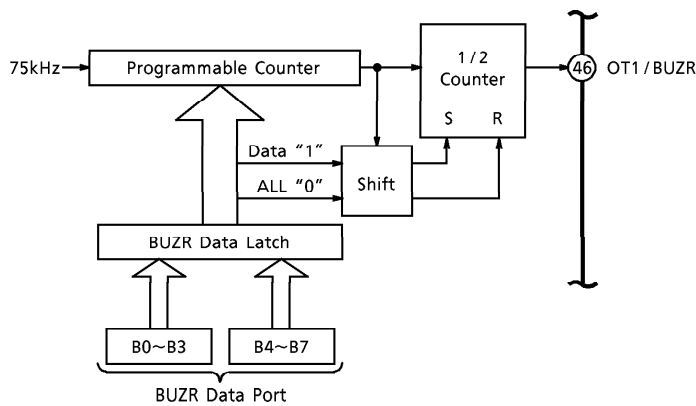 75kHz
Programmable Counter
1/2
Counter
S R
46 OT1/BUZR
Data “1”
ALL “0”
Shift
BUZR Data Latch
B0~B3
B4~B7
BUZR Data Port